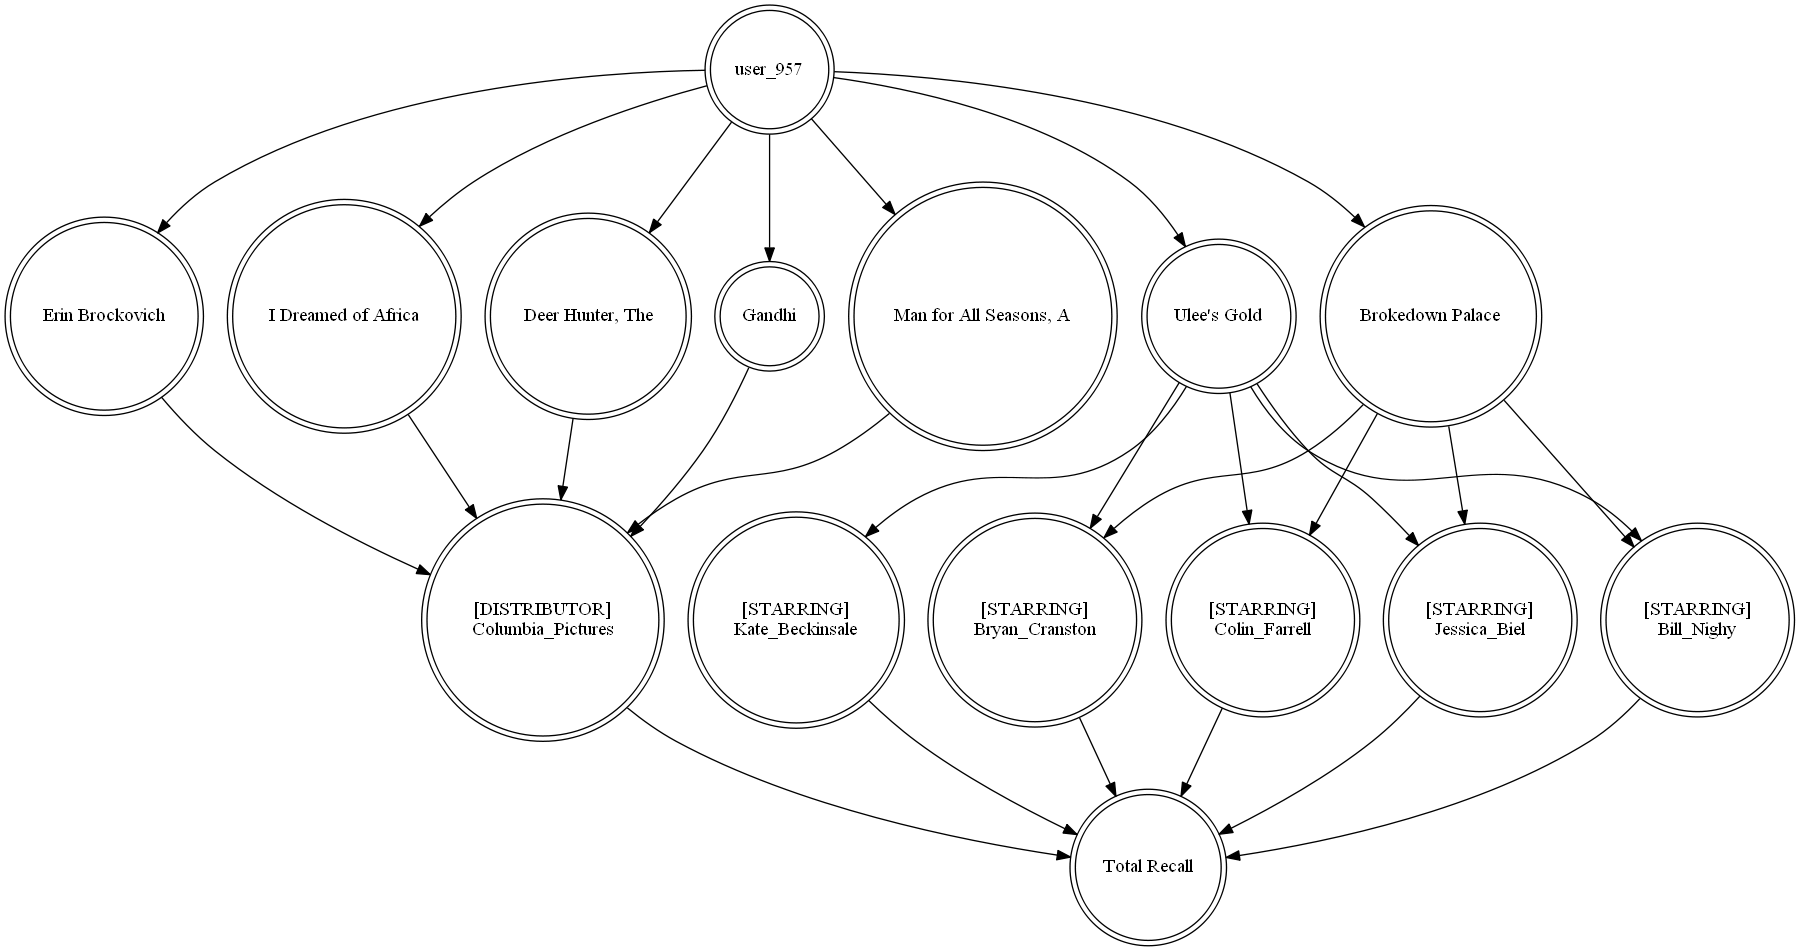 user_957
Erin Brockovich
I Dreamed of Africa
Deer Hunter, The
Gandhi
Man for All Seasons, A
Ulee's Gold
Brokedown Palace
[DISTRIBUTOR]
Columbia_Pictures
[STARRING]
Kate_Beckinsale
[STARRING]
Bryan_Cranston
[STARRING]
Colin_Farrell
[STARRING]
Jessica_Biel
[STARRING]
Bill_Nighy
Total Recall